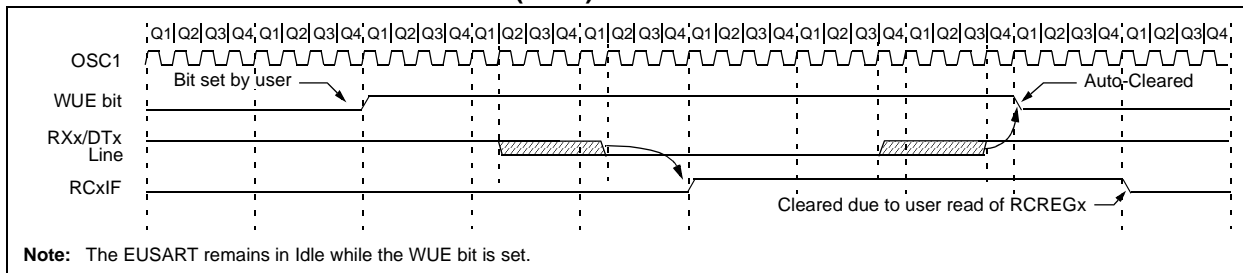 Q1 Q2 Q3 Q4 Q1 Q2 Q3 Q4 Q1 Q2 Q3 Q4 Q1 Q2 Q3 Q4 Q1 Q2 Q3 Q4 Q1 Q2 Q3 Q4 Q1 Q2 Q3 Q4 Q1 Q2 Q3 Q4 Q1 Q2 Q3 Q4 Q1 Q2 Q3 Q4
OSC1
Bit set by user
Auto-Cleared
WUE bit
RXx/DTx
Line
RCxIF
Cleared due to user read of RCREGx
Note: The EUSART remains in Idle while the WUE bit is set.